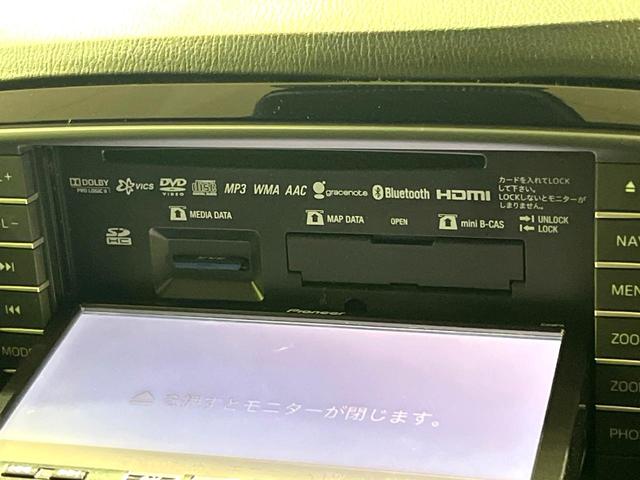 L+
L-
MODE
DOLBY
PRO LOGIC II
VICS
DVD
VIDEO
MP3
WMA
AAC
gracenote
Bluetooth
HDMI
カードを入れてLOCK
して下さい。
LOCKしないとモニターが
しまりません。
SD
HC
MEDIA DATA
MAP DATA
OPEN
mini B-CAS
UNLOCK
LOCK
NAV
MEN
ZOO
ZOO
PHO
Pioneer
を押すとモニターが閉じます。